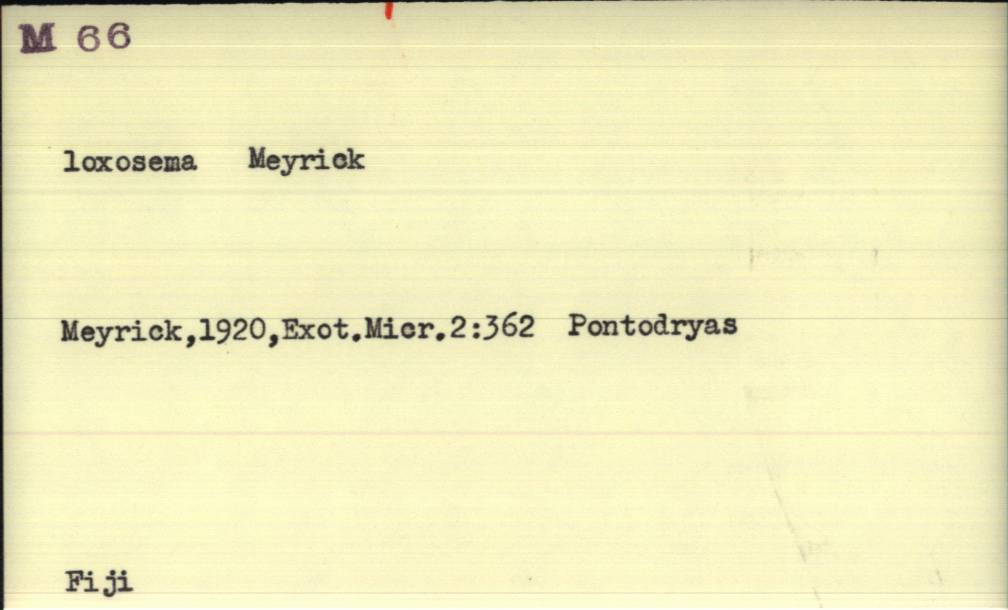 M 66
loxosema Meyrick
Meyrick,1920,Exot.Micr.2:362 Pontodryas
Fiji